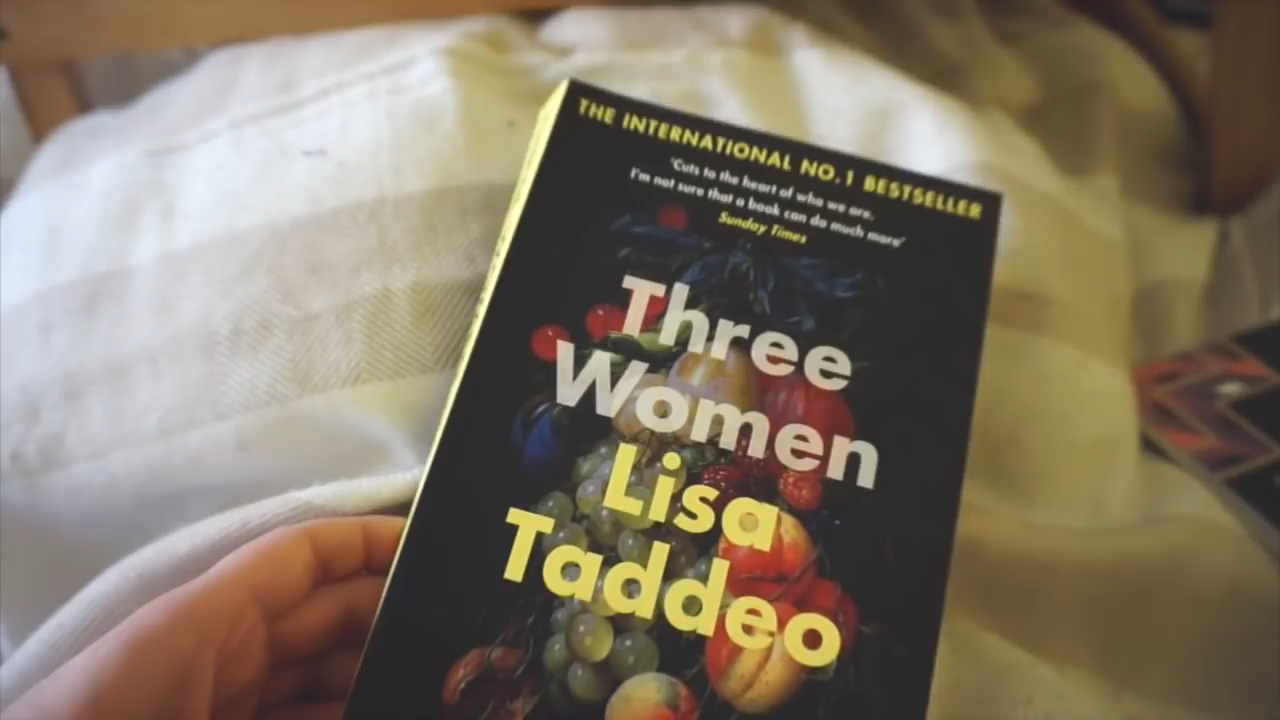 THE INTERNATIONAL NO.1 BESTSELLER
'Cuts to the heart of who we are.
I'm not sure that a book can do much more'
Sunday Times
Three
Women
Lisa
Taddeo